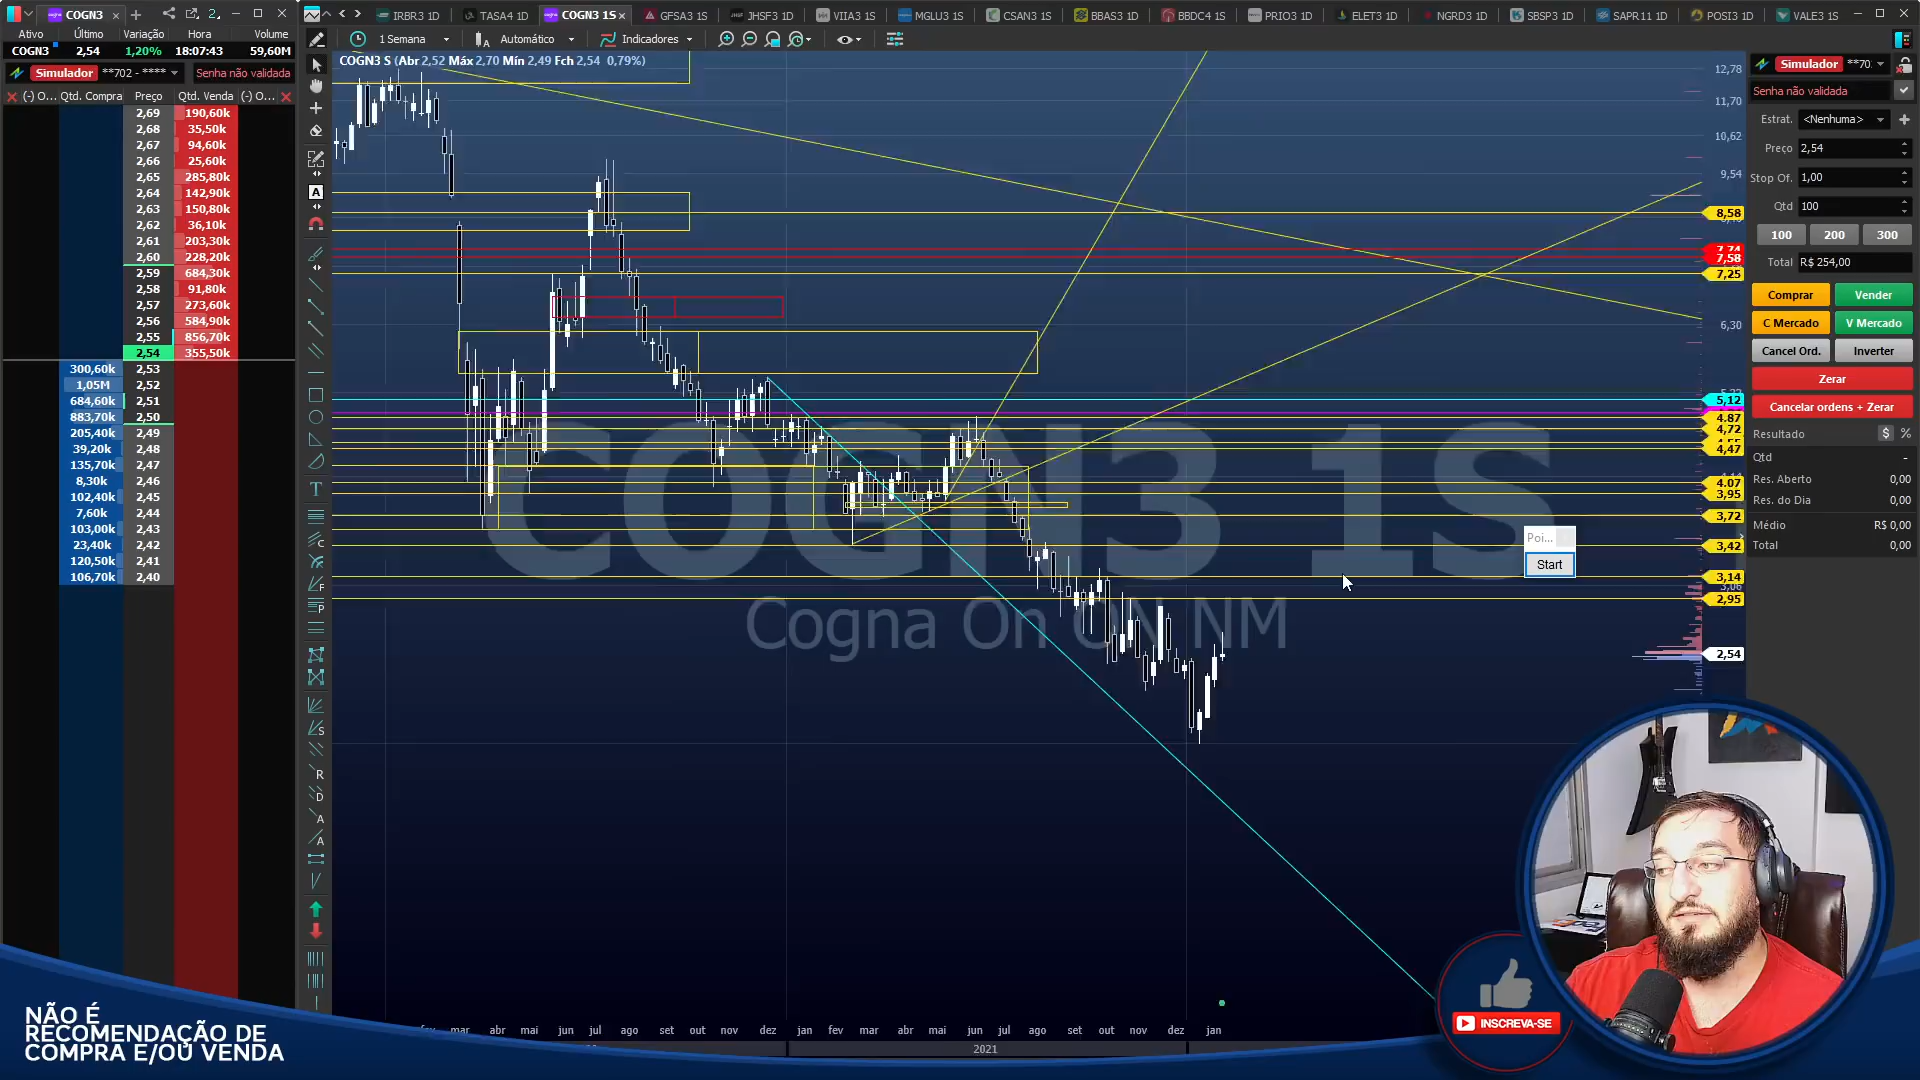 COGN3
IRBR3 1D
TASA4 1D
COGN3 1S
GFSA3 1S
JHSF3 1D
VIIA3 1S
MGLU3 1S
CSAN3 1S
BBAS3 1D
BBDC4 1S
PRIO3 1D
ELET3 1D
NGRD3 1D
SBSP3 1D
SAPR11 1D
POSI3 1D
VALE3 1S
Ativo Último Variação Hora Volume
COGN3 2,54 1,20% 18:07:43 59,60M
Simulador **702 - **** Senha não validada
(-) O... Qtd. Compra Preço Qtd. Venda (-) O...
2,69 190,60k
2,68 35,50k
2,67 94,60k
2,66 25,60k
2,65 285,80k
2,64 142,90k
2,63 150,80k
2,62 36,10k
2,61 203,30k
2,60 228,20k
2,59 684,30k
2,58 91,80k
2,57 273,60k
2,56 584,90k
2,55 856,70k
2,54 355,50k
300,60k 2,53
1,05M 2,52
684,60k 2,51
883,70k 2,50
205,40k 2,49
39,20k 2,48
135,70k 2,47
8,30k 2,46
102,40k 2,45
7,60k 2,44
103,00k 2,43
23,40k 2,42
120,50k 2,41
106,70k 2,40
1 Semana Automático Indicadores
COGN3 S (Abr 2,52 Máx 2,70 Mín 2,49 Fch 2,54 0,79%)
COGN3 1S
Cogna On ON NM
12,78
11,70
10,62
9,54
8,58
7,74
7,58
7,25
6,30
5,12
4,87
4,72
4,47
4,07
3,95
3,72
3,42
3,14
3,06
2,95
2,54
Poi...
Start
mar abr mai jun jul ago set out nov dez jan fev mar abr mai jun jul ago set out nov dez jan
2021
Simulador **70
Senha não validada
Estrat. <Nenhuma>
Preço 2,54
Stop Of. 1,00
Qtd 100
100 200 300
Total R$ 254,00
Comprar Vender
C Mercado V Mercado
Cancel Ord. Inverter
Zerar
Cancelar ordens + Zerar
Resultado $ %
Qtd -
Res. Aberto 0,00
Res. do Dia 0,00
Médio R$ 0,00
Total 0,00
NÃO É
RECOMENDAÇÃO DE
COMPRA E/OU VENDA
INSCREVA-SE